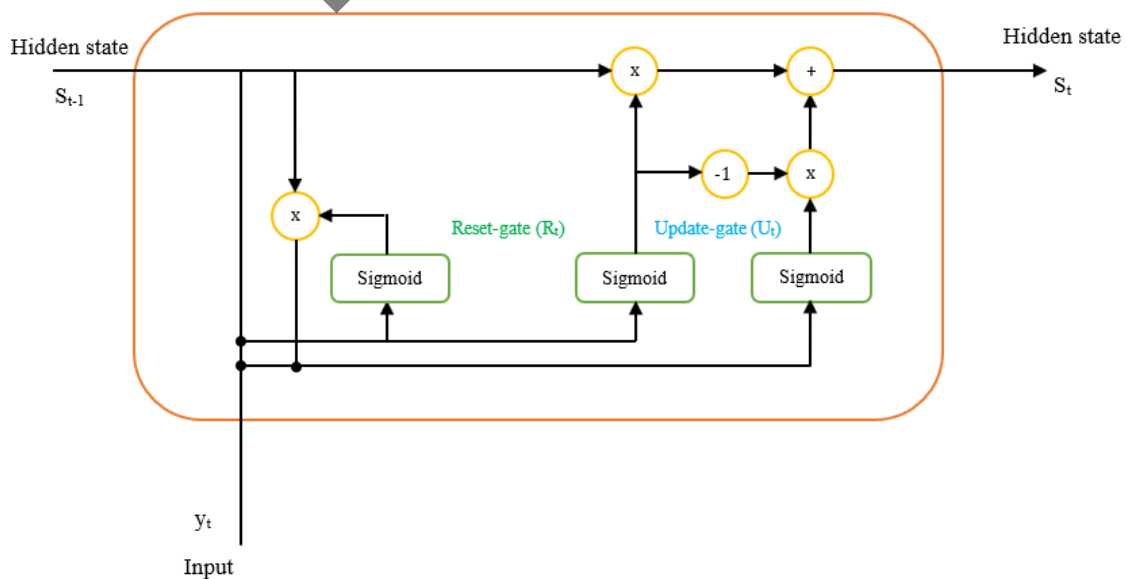 Hidden state
Hidden state
S_{t-1}
S_t
x
+
-1
x
x
Reset-gate (R_t)
Update-gate (U_t)
Sigmoid
Sigmoid
Sigmoid
y_t
Input